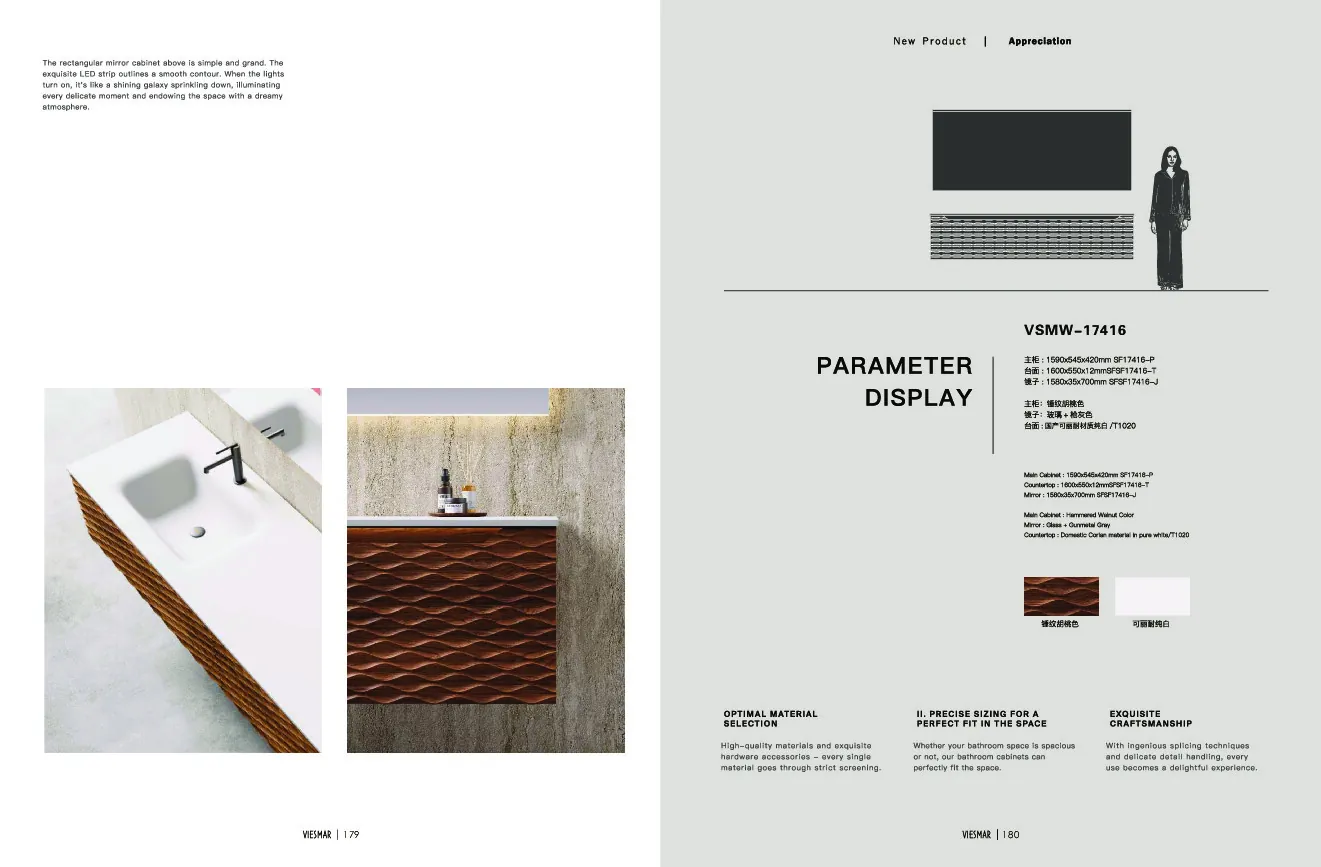 The rectangular mirror cabinet above is simple and grand. The
exquisite LED strip outlines a smooth contour. When the lights
turn on, it's like a shining galaxy sprinkling down, illuminating
every delicate moment and endowing the space with a dreamy
atmosphere.
VIESMAR | 179
New Product | Appreciation
PARAMETER
DISPLAY
VSMW-17416
主柜 : 1590x545x420mm SF17416-P
台面 : 1600x550x12mmSFSF17416-T
镜子 : 1580x35x700mm SFSF17416-J
主柜: 锤纹胡桃色
镜子: 玻璃 + 枪灰色
台面 : 国产可丽耐材质纯白 /T1020
Main Cabinet : 1590x545x420mm SF17416-P
Countertop : 1600x550x12mmSFSF17416-T
Mirror : 1580x35x700mm SFSF17416-J
Main Cabinet : Hammered Walnut Color
Mirror : Glass + Gunmetal Gray
Countertop : Domestic Corian material in pure white/T1020
锤纹胡桃色
可丽耐纯白
OPTIMAL MATERIAL
SELECTION
High-quality materials and exquisite
hardware accessories - every single
material goes through strict screening.
II. PRECISE SIZING FOR A
PERFECT FIT IN THE SPACE
Whether your bathroom space is spacious
or not, our bathroom cabinets can
perfectly fit the space.
EXQUISITE
CRAFTSMANSHIP
With ingenious splicing techniques
and delicate detail handling, every
use becomes a delightful experience.
VIESMAR | 180